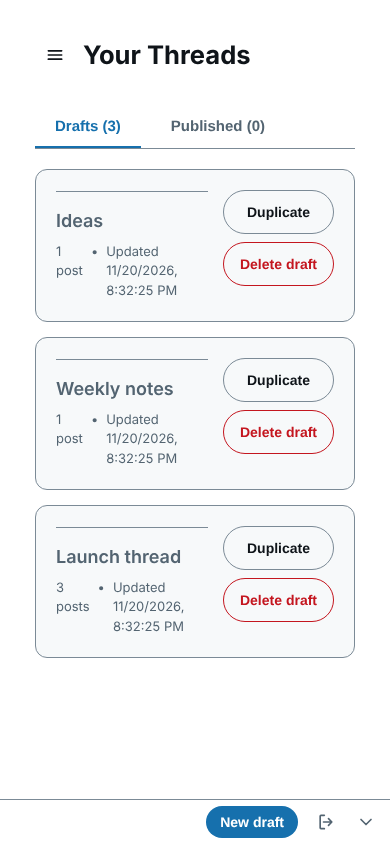 Your Threads
Drafts (3)
Published (0)
Ideas
1 post • Updated 11/20/2026, 8:32:25 PM
Duplicate
Delete draft
Weekly notes
1 post • Updated 11/20/2026, 8:32:25 PM
Duplicate
Delete draft
Launch thread
3 posts • Updated 11/20/2026, 8:32:25 PM
Duplicate
Delete draft
New draft